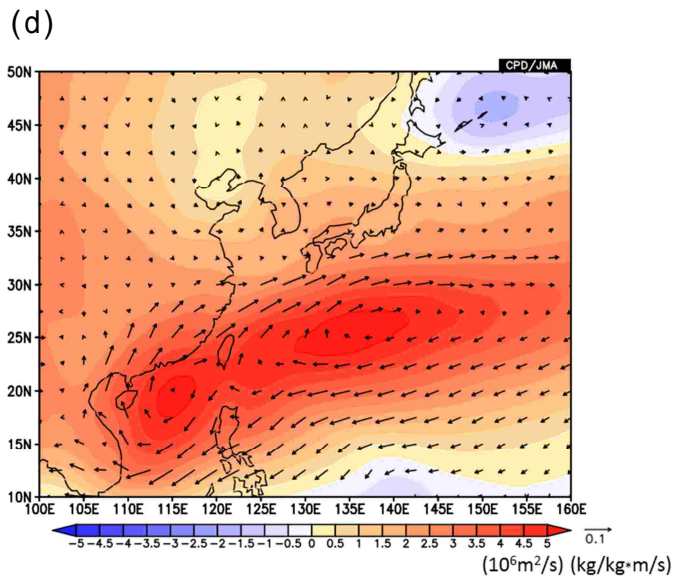 (d)
CPD/JMA
50N
45N
40N
35N
30N
25N
20N
15N
10N
100E 105E 110E 115E 120E 125E 130E 135E 140E 145E 150E 155E 160E
-5 -4.5 -4 -3.5 -3 -2.5 -2 -1.5 -1 -0.5 0 0.5 1 1.5 2 2.5 3 3.5 4 4.5 5
0.1
(10⁶m²/s) (kg/kg*m/s)